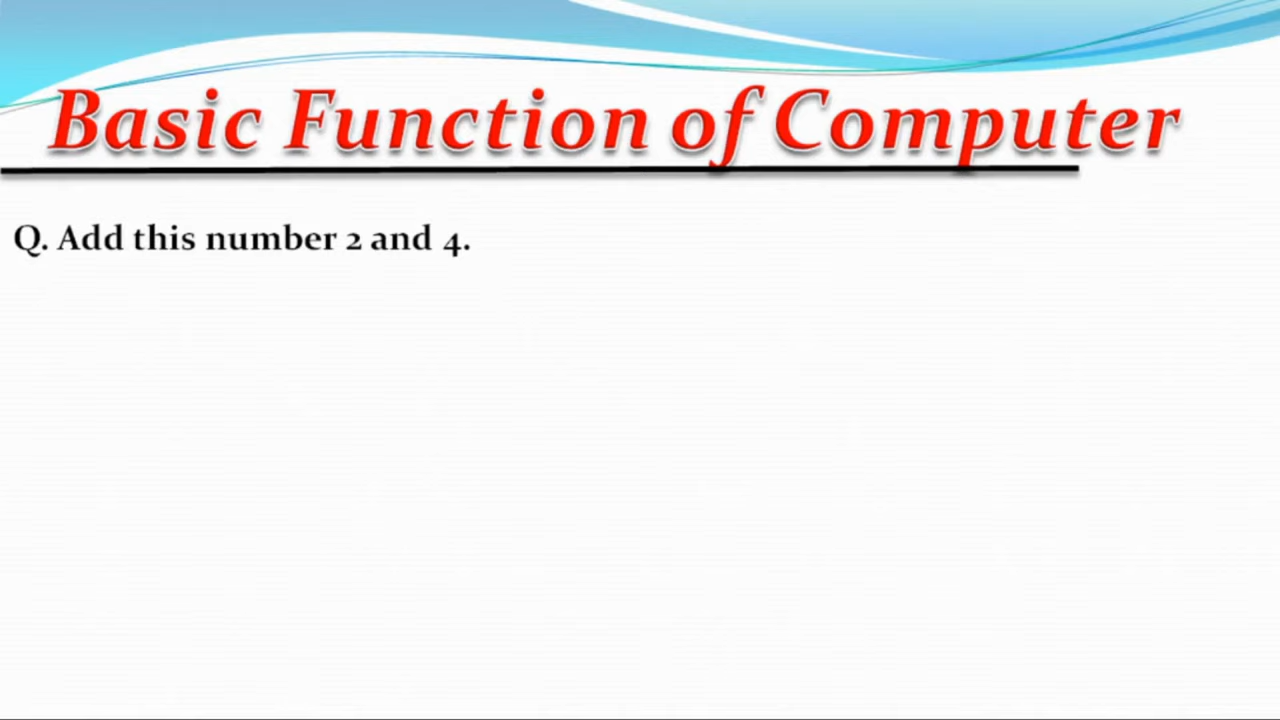 Basic Function of Computer
Q. Add this number 2 and 4.